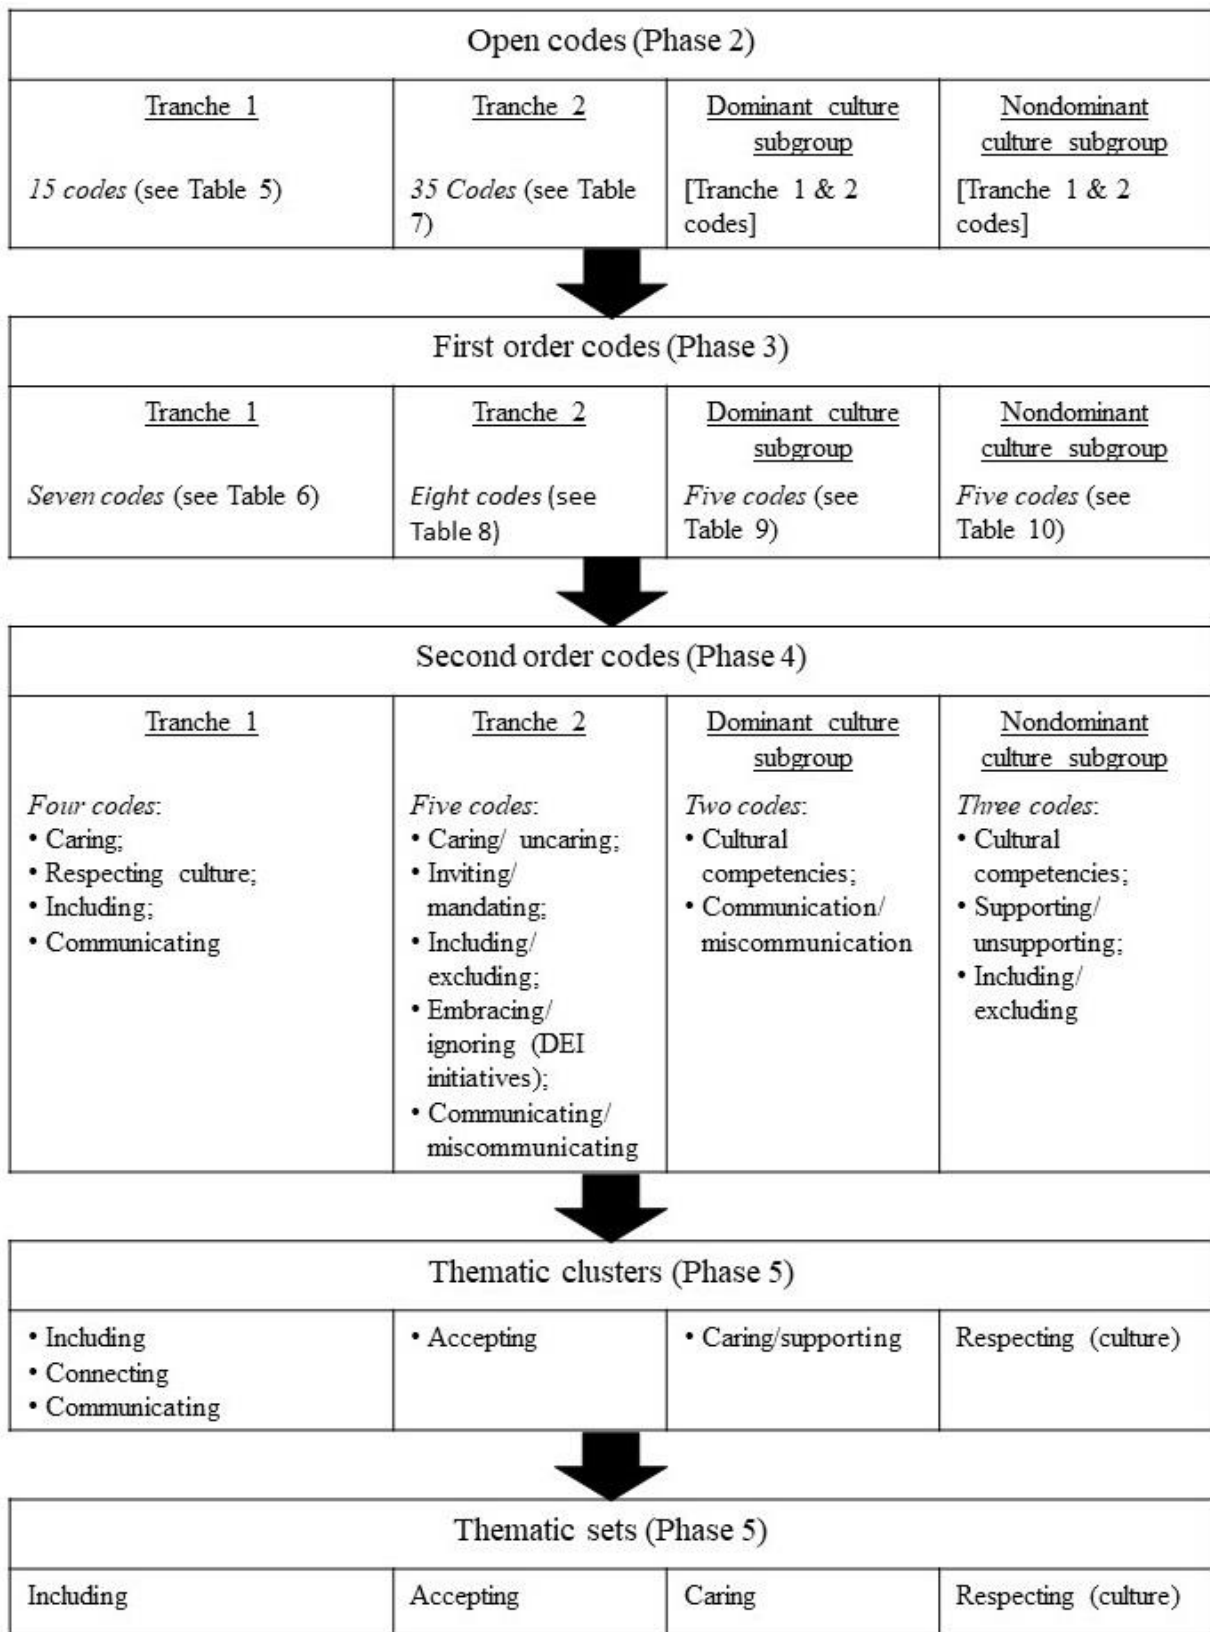 Open codes (Phase 2)
Tranche 1
15 codes (see Table 5)
Tranche 2
35 Codes (see Table
7)
Dominant culture
subgroup
[Tranche 1 & 2
codes]
Nondominant
culture subgroup
[Tranche 1 & 2
codes]
First order codes (Phase 3)
Tranche 1
Seven codes (see Table 6)
Tranche 2
Eight codes (see
Table 8)
Dominant culture
subgroup
Five codes (see
Table 9)
Nondominant
culture subgroup
Five codes (see
Table 10)
Second order codes (Phase 4)
Tranche 1
Four codes:
• Caring;
• Respecting culture;
• Including;
• Communicating
Tranche 2
Five codes:
• Caring/ uncaring;
• Inviting/
mandating;
• Including/
excluding;
• Embracing/
ignoring (DEI
initiatives);
• Communicating/
miscommunicating
Dominant culture
subgroup
Two codes:
• Cultural
competencies;
• Communication/
miscommunication
Nondominant
culture subgroup
Three codes:
• Cultural
competencies;
• Supporting/
unsupporting;
• Including/
excluding
Thematic clusters (Phase 5)
• Including
• Connecting
• Communicating
• Accepting
• Caring/supporting
Respecting (culture)
Thematic sets (Phase 5)
Including
Accepting
Caring
Respecting (culture)